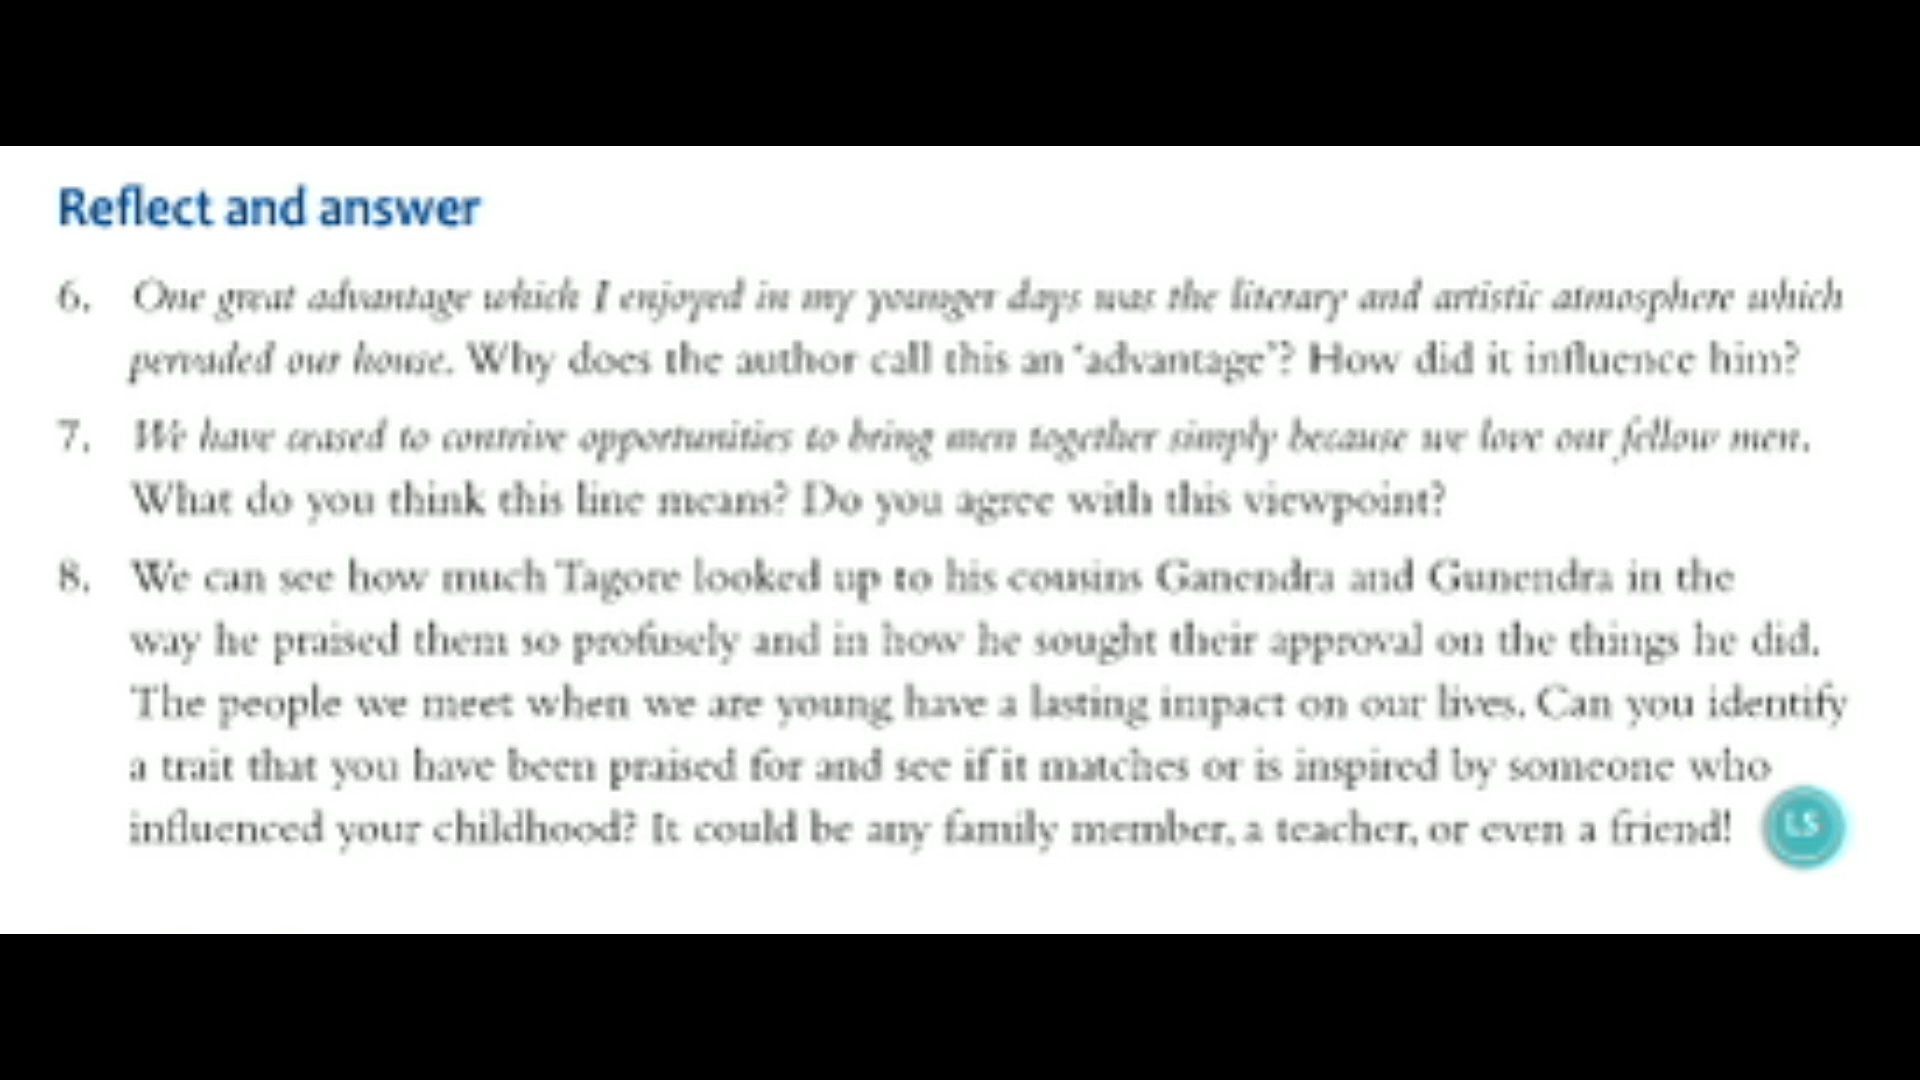 Reflect and answer
6. One great advantage which I enjoyed in my younger days was the literary and artistic atmosphere which
pervaded our house. Why does the author call this an ‘advantage’? How did it influence him?
7. We have ceased to contrive opportunities to bring men together simply because we love our fellow men.
What do you think this line means? Do you agree with this viewpoint?
8. We can see how much Tagore looked up to his cousins Ganendra and Gunendra in the
way he praised them so profusely and in how he sought their approval on the things he did.
The people we meet when we are young have a lasting impact on our lives. Can you identify
a trait that you have been praised for and see if it matches or is inspired by someone who
influenced your childhood? It could be any family member, a teacher, or even a friend!
LS